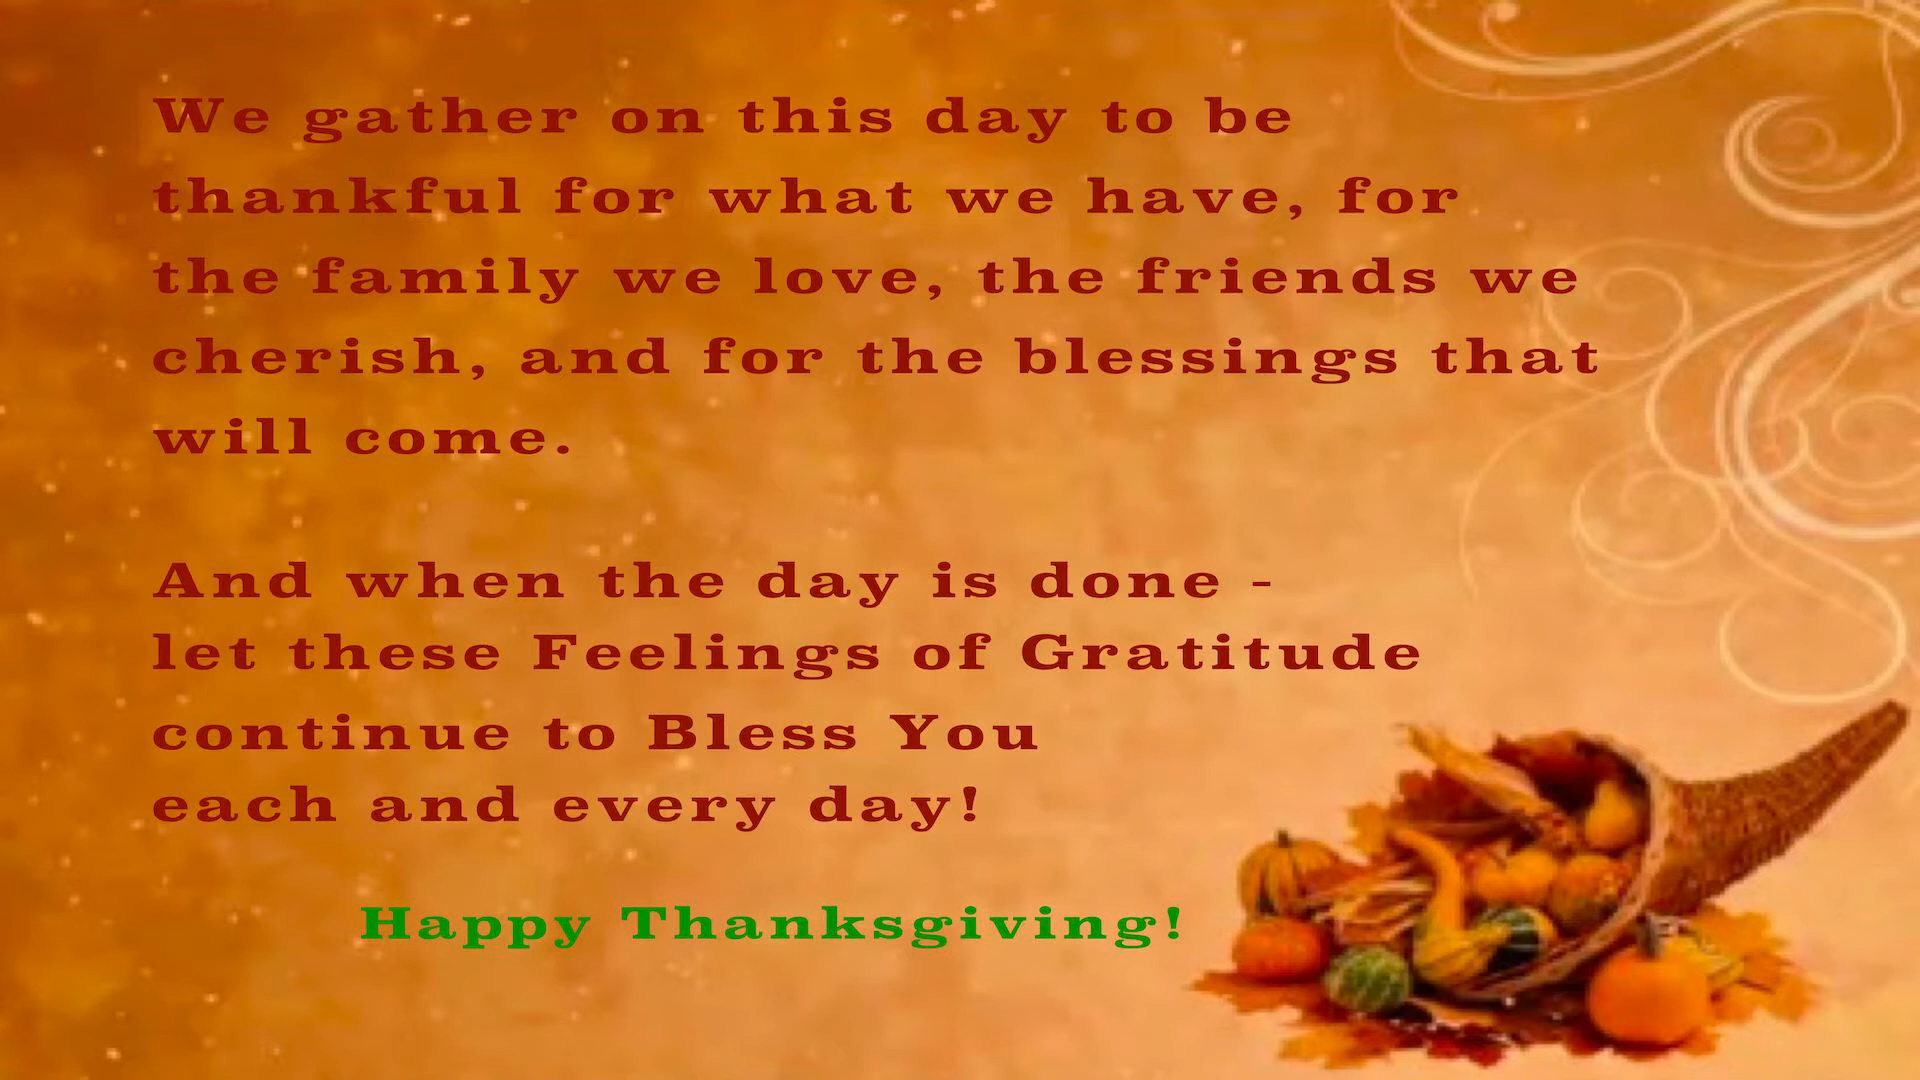 We gather on this day to be
thankful for what we have, for
the family we love, the friends we
cherish, and for the blessings that
will come.
And when the day is done -
let these Feelings of Gratitude
continue to Bless You
each and every day!
Happy Thanksgiving!